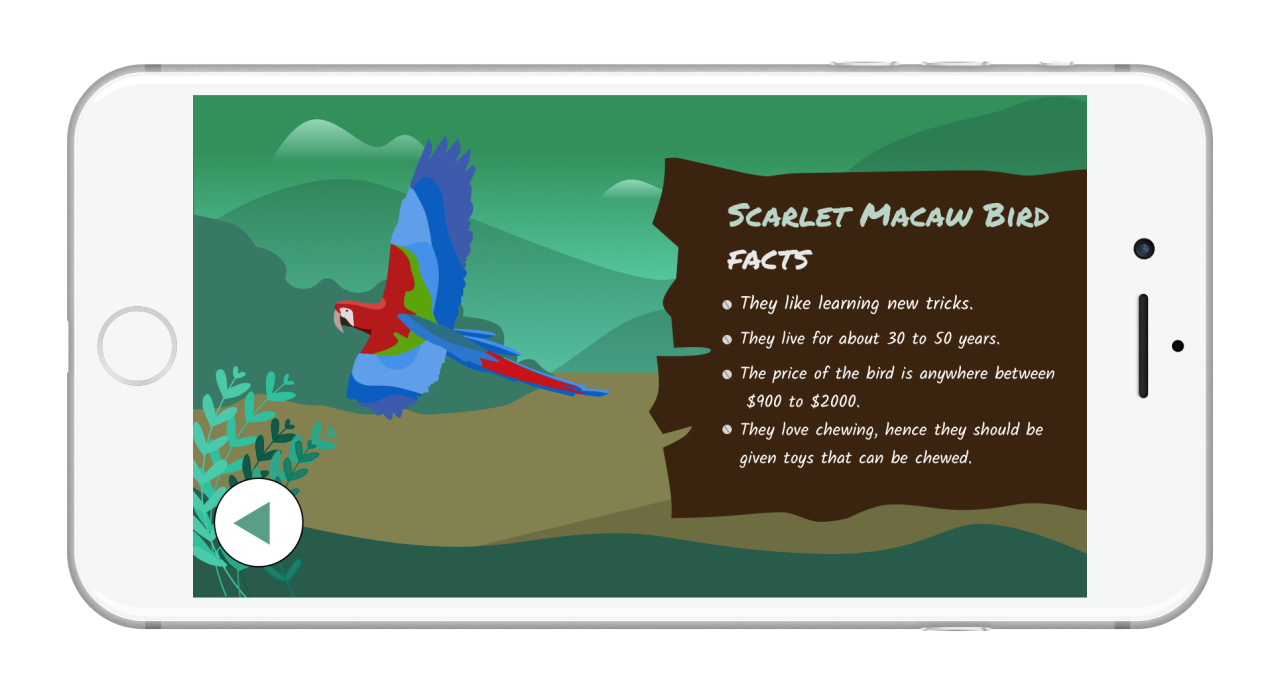 Scarlet Macaw Bird
facts
They like learning new tricks.
They live for about 30 to 50 years.
The price of the bird is anywhere between
$900 to $2000.
They love chewing, hence they should be
given toys that can be chewed.